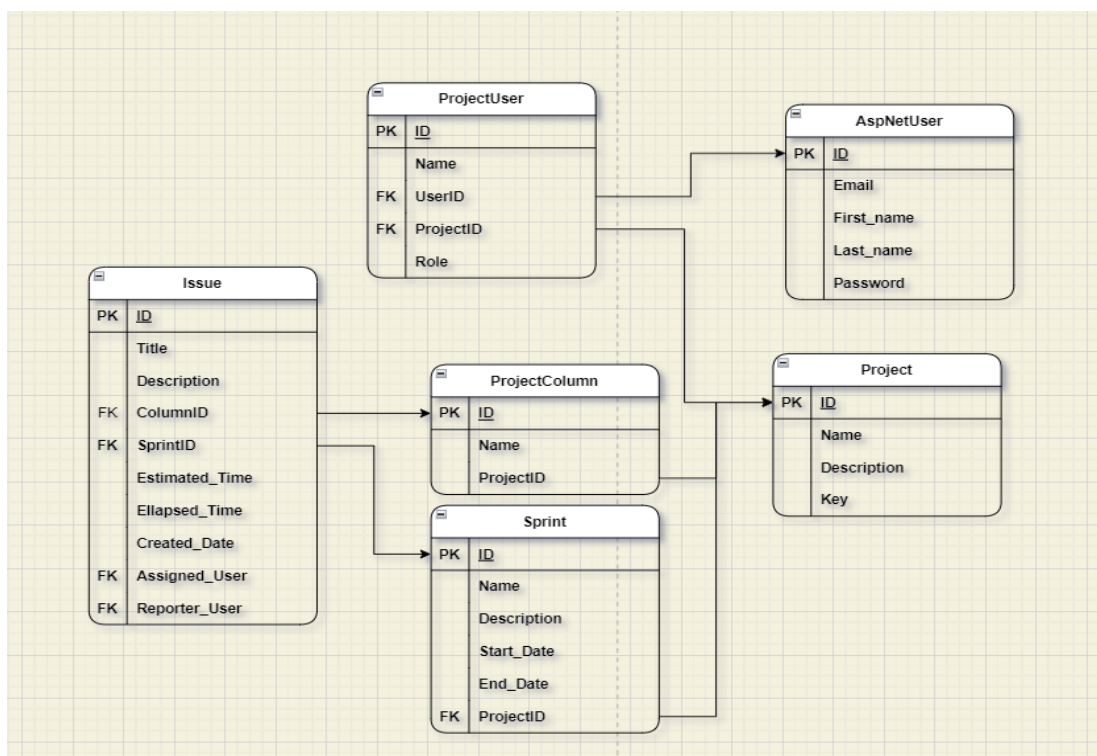 ProjectUser
PK ID
Name
FK UserID
FK ProjectID
Role
AspNetUser
PK ID
Email
First_name
Last_name
Password
Issue
PK ID
Title
Description
FK ColumnID
FK SprintID
Estimated_Time
Ellapsed_Time
Created_Date
FK Assigned_User
FK Reporter_User
ProjectColumn
PK ID
Name
ProjectID
Project
PK ID
Name
Description
Key
Sprint
PK ID
Name
Description
Start_Date
End_Date
FK ProjectID